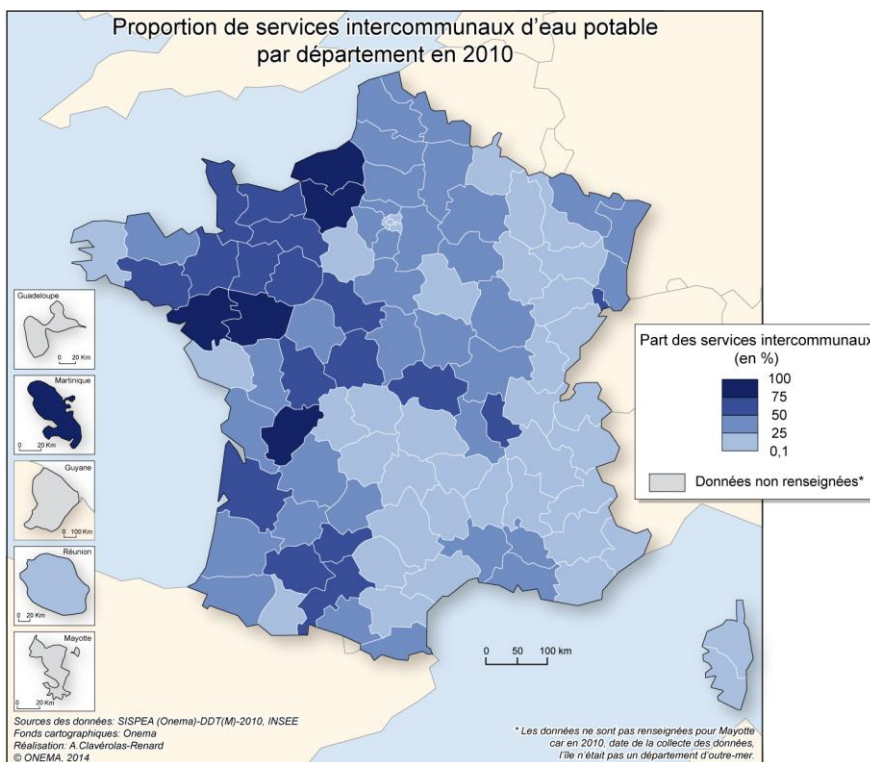 Proportion de services intercommunaux d'eau potable
par département en 2010
Guadeloupe
0 20 Km
Martinique
0 20 Km
Guyane
0 100 Km
Réunion
0 20 Km
Mayotte
0 20 Km
Part des services intercommunaux
(en %)
100
75
50
25
0,1
Données non renseignées*
0 50 100 km
Sources des données: SISPEA (Onema)-DDT(M)-2010, INSEE
Fonds cartographiques: Onema
Réalisation: A.Clavérolas-Renard
© ONEMA, 2014
* Les données ne sont pas renseignées pour Mayotte
car en 2010, date de la collecte des données,
l'île n'était pas un département d'outre-mer.